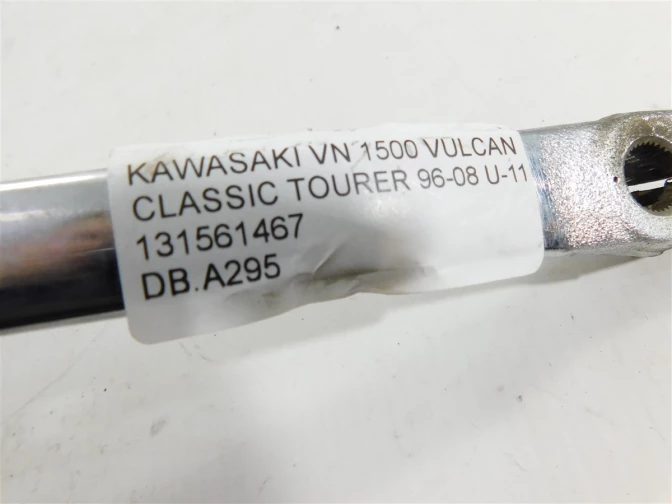 KAWASAKI VN 1500 VULCAN
CLASSIC TOURER 96-08 U-11
131561467
DB.A295